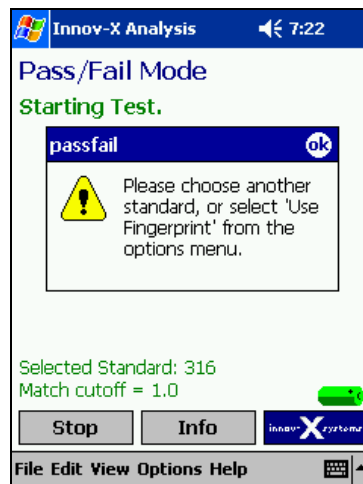 Innov-X Analysis 7:22
Pass/Fail Mode
Starting Test.
passfail ok
Please choose another
standard, or select 'Use
Fingerprint' from the
options menu.
Selected Standard: 316
Match cutoff = 1.0
Stop Info innov-X systems
File Edit View Options Help